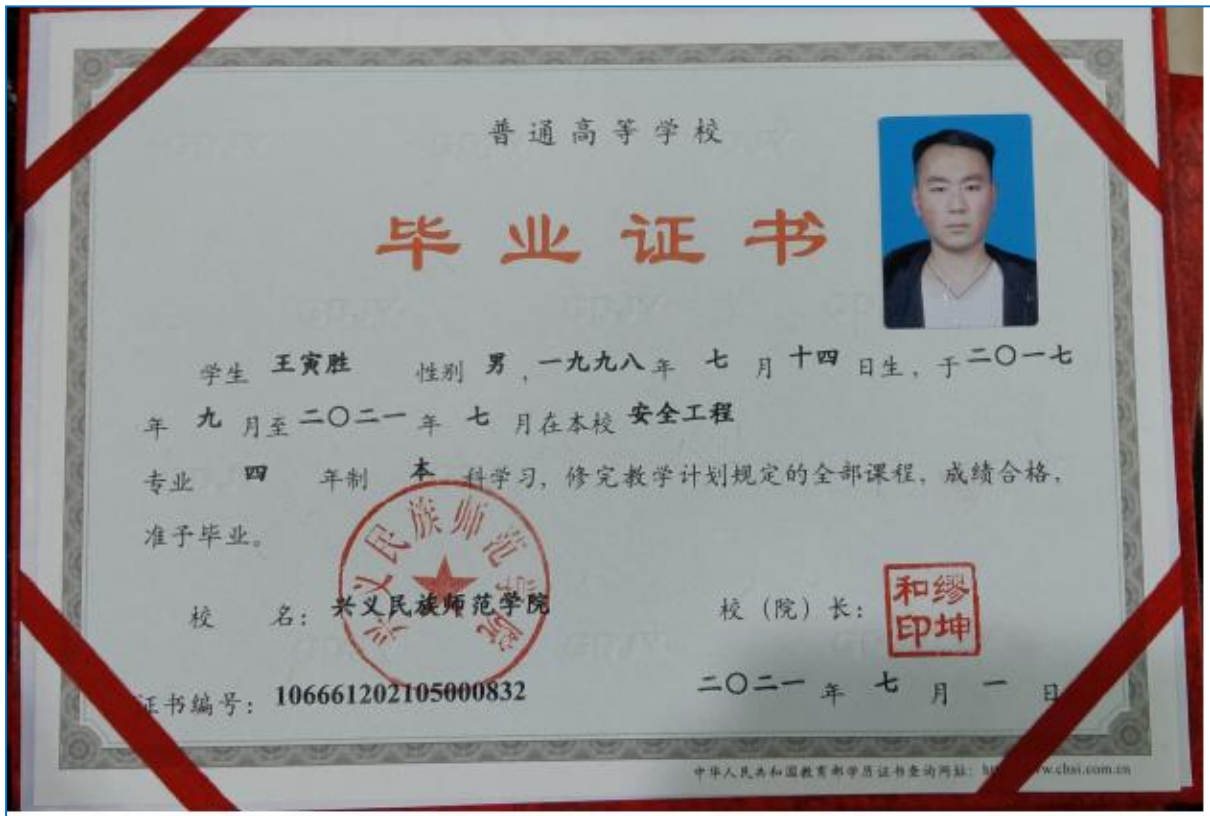 普通高等学校
毕业证书
学生 王寅胜 性别 男，一九九八年 七 月 十四 日生，于二〇一七
年 九 月至二〇二一 年 七 月在本校 安全工程
专业 四 年制 本 科学习，修完教学计划规定的全部课程，成绩合格，
准予毕业。
兴义民族师范学院
校 名：兴义民族师范学院 校（院）长：
缪坤和印
证书编号：106661202105000832 二〇二一 年 七 月 一 日
中华人民共和国教育部学历证书查询网址：w.chsi.com.cn